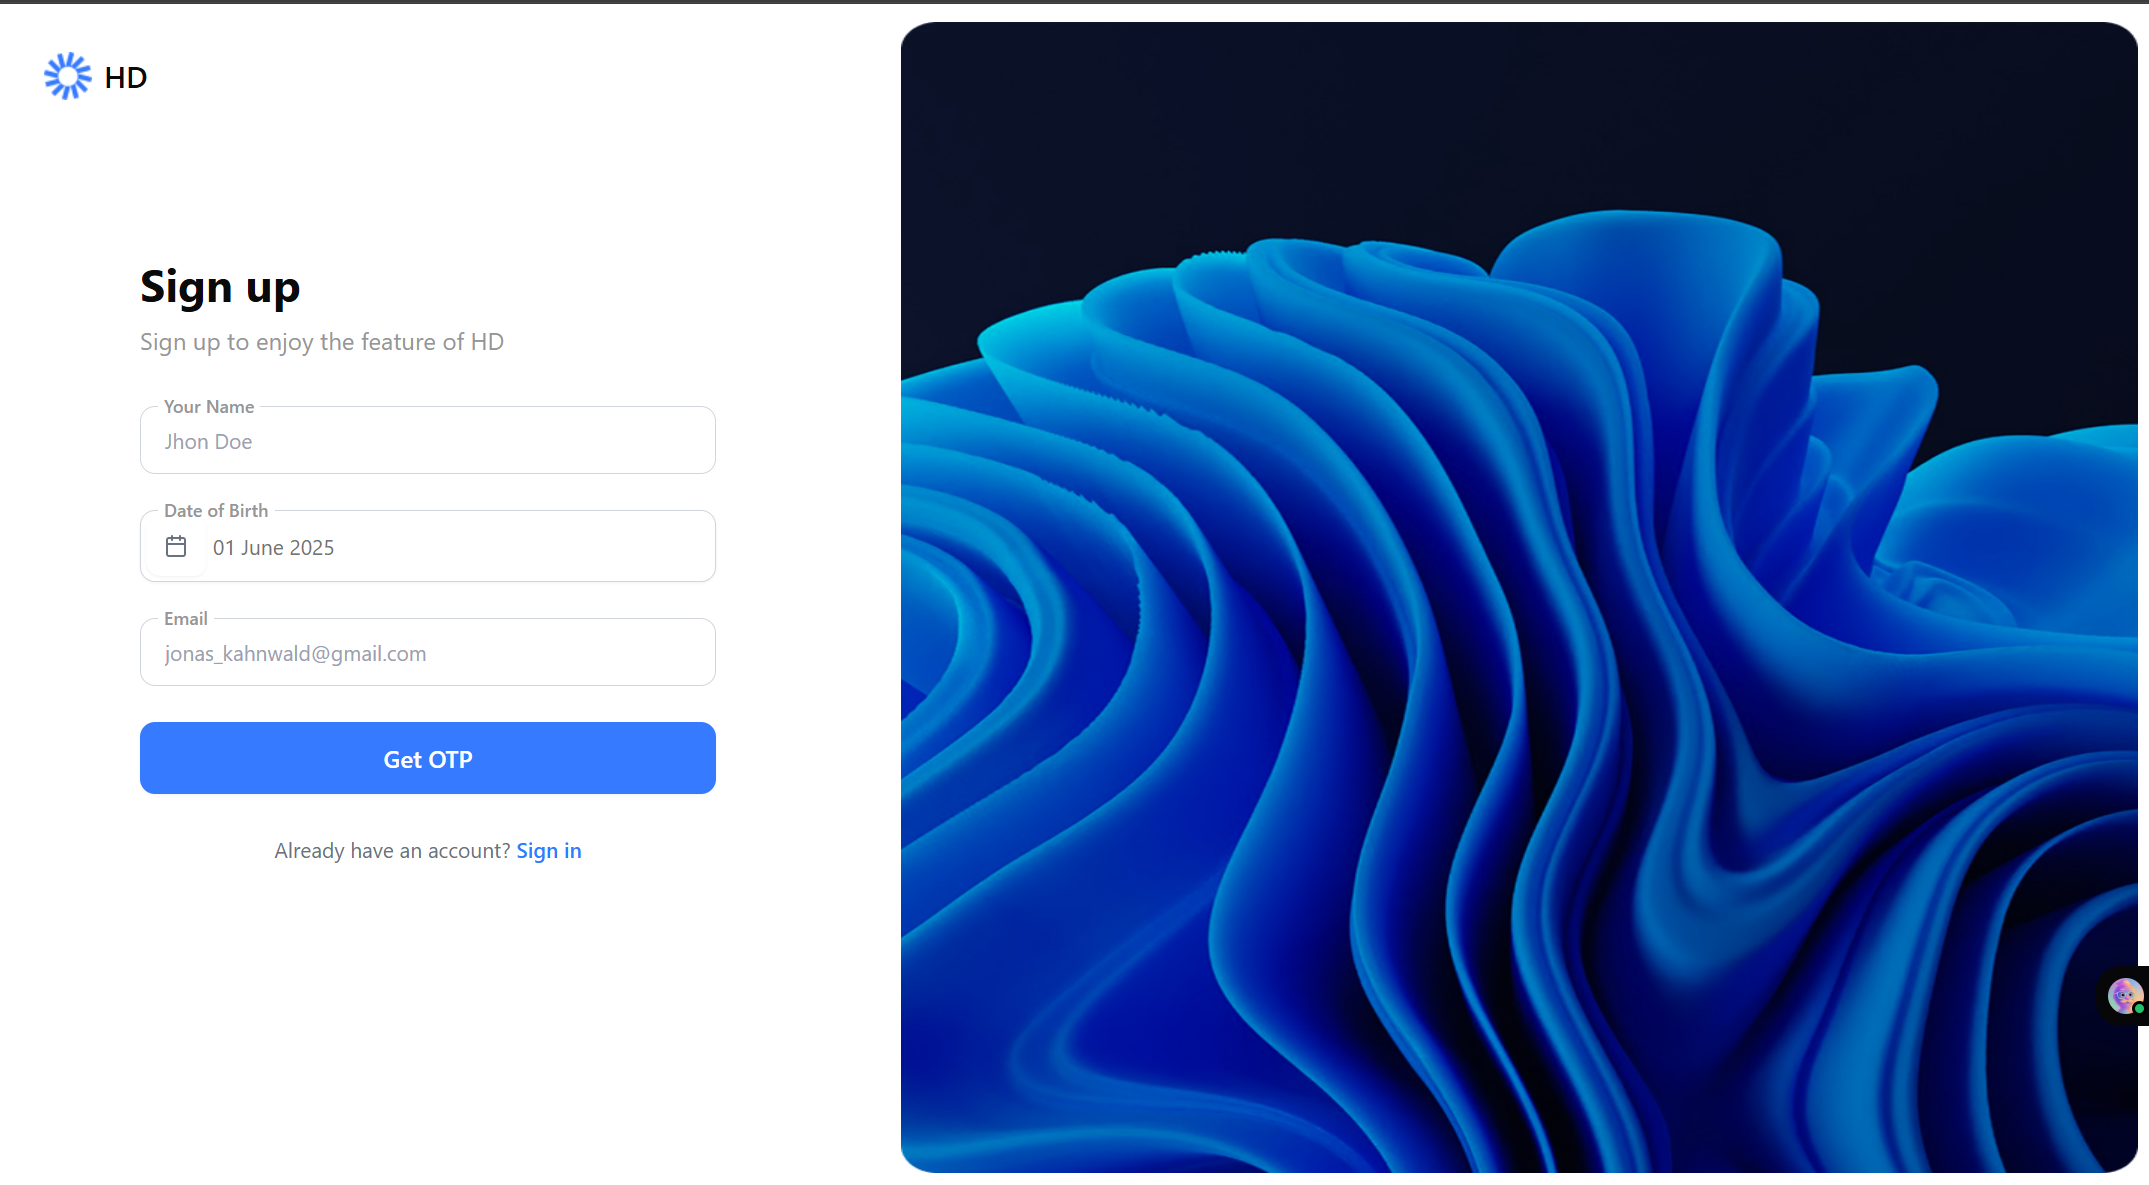 HD
Sign up
Sign up to enjoy the feature of HD
Your Name
Jhon Doe
Date of Birth
01 June 2025
Email
jonas_kahnwald@gmail.com
Get OTP
Already have an account? Sign in